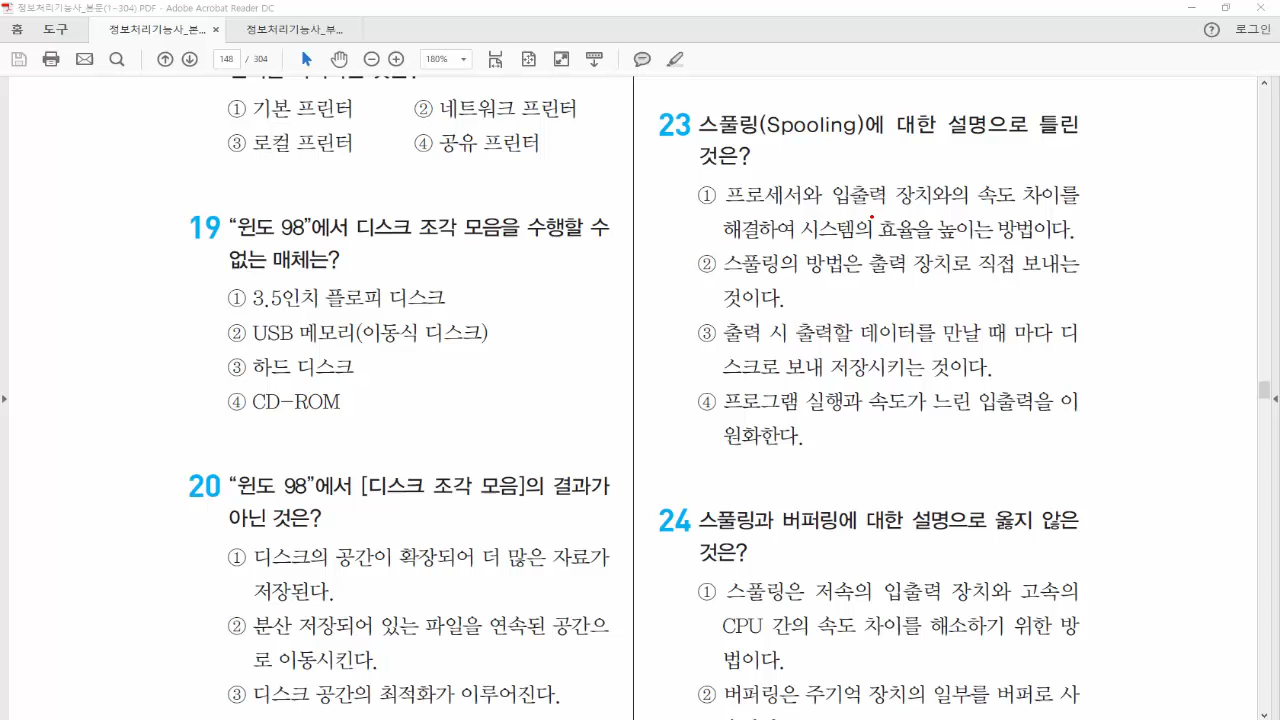 정보처리기능사_본문(1-304).PDF - Adobe Acrobat Reader DC
홈 도구 정보처리기능사_본... × 정보처리기능사_부... 로그인
148 / 304 180%
① 기본 프린터 ② 네트워크 프린터
③ 로컬 프린터 ④ 공유 프린터
19 “윈도 98”에서 디스크 조각 모음을 수행할 수
없는 매체는?
① 3.5인치 플로피 디스크
② USB 메모리(이동식 디스크)
③ 하드 디스크
④ CD-ROM
20 “윈도 98”에서 [디스크 조각 모음]의 결과가
아닌 것은?
① 디스크의 공간이 확장되어 더 많은 자료가
저장된다.
② 분산 저장되어 있는 파일을 연속된 공간으
로 이동시킨다.
③ 디스크 공간의 최적화가 이루어진다.
23 스풀링(Spooling)에 대한 설명으로 틀린
것은?
① 프로세서와 입출력 장치와의 속도 차이를
해결하여 시스템의 효율을 높이는 방법이다.
② 스풀링의 방법은 출력 장치로 직접 보내는
것이다.
③ 출력 시 출력할 데이터를 만날 때 마다 디
스크로 보내 저장시키는 것이다.
④ 프로그램 실행과 속도가 느린 입출력을 이
원화한다.
24 스풀링과 버퍼링에 대한 설명으로 옳지 않은
것은?
① 스풀링은 저속의 입출력 장치와 고속의
CPU 간의 속도 차이를 해소하기 위한 방
법이다.
② 버퍼링은 주기억 장치의 일부를 버퍼로 사